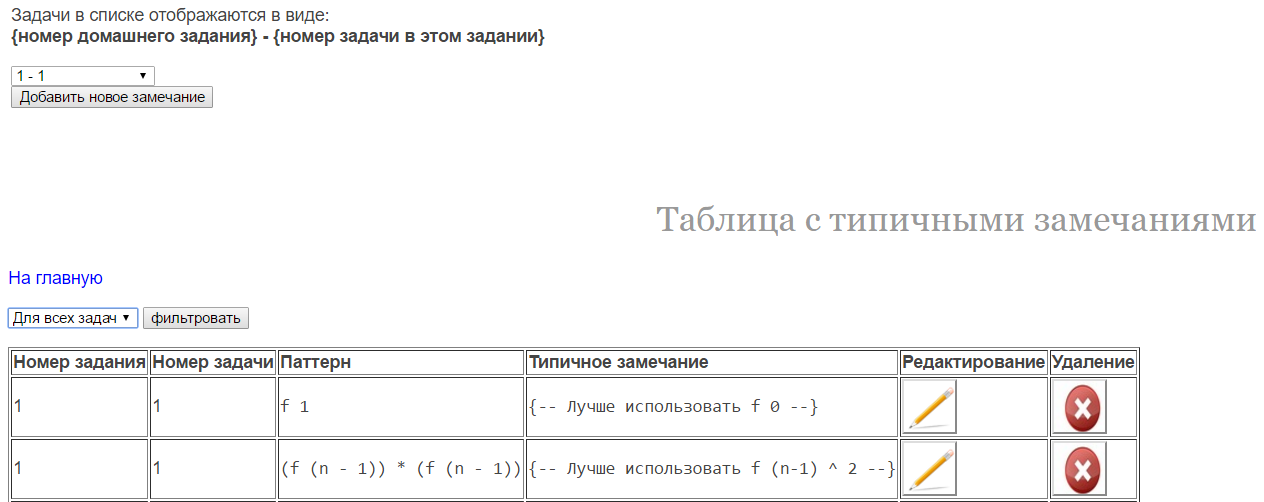 Задачи в списке отображаются в виде:
{номер домашнего задания} - {номер задачи в этом задании}
1 - 1
Добавить новое замечание
Таблица с типичными замечаниями
На главную
Для всех задач фильтровать
Номер задания Номер задачи Паттерн Типичное замечание Редактирование Удаление
1 1 f 1 {-- Лучше использовать f 0 --}
1 1 (f (n - 1)) * (f (n - 1)) {-- Лучше использовать f (n-1) ^ 2 --}